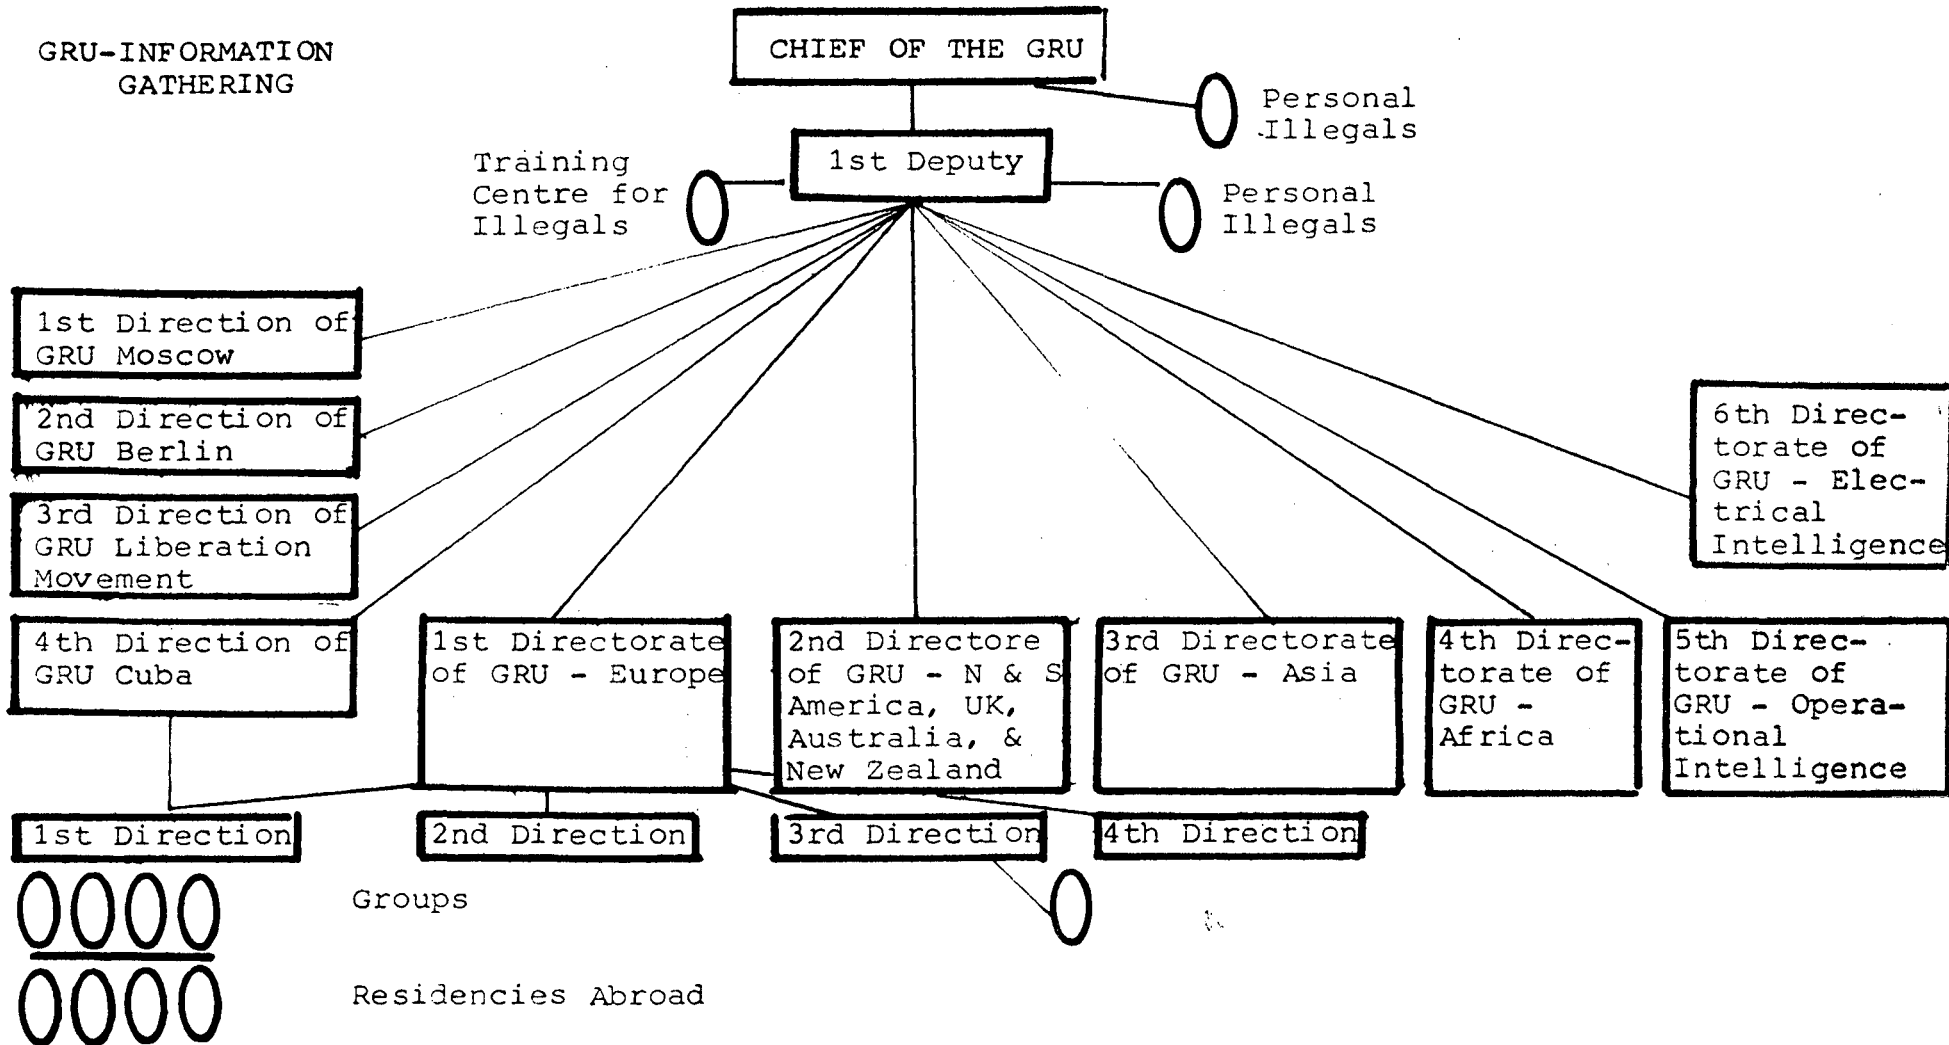 GRU-INFORMATION
GATHERING
CHIEF OF THE GRU
Personal
Illegals
1st Deputy
Training
Centre for
Illegals
Personal
Illegals
1st Direction of
GRU Moscow
2nd Direction of
GRU Berlin
3rd Direction of
GRU Liberation
Movement
4th Direction of
GRU Cuba
1st Directorate
of GRU - Europe
2nd Directore
of GRU - N & S
America, UK,
Australia, &
New Zealand
3rd Directorate
of GRU - Asia
4th Direc-
torate of
GRU -
Africa
5th Direc-
torate of
GRU - Opera-
tional
Intelligence
6th Direc-
torate of
GRU - Elec-
trical
Intelligence
1st Direction
2nd Direction
3rd Direction
4th Direction
Groups
Residencies Abroad